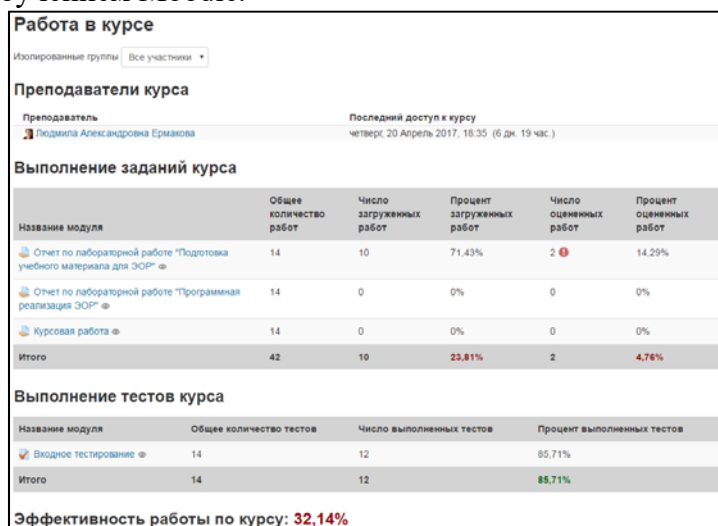 Работа в курсе
Изолированные группы Все участники
Преподаватели курса
Преподаватель Последний доступ к курсу
Людмила Александровна Ермакова четверг, 20 Апрель 2017, 18:35 (6 дн. 19 час.)
Выполнение заданий курса
Название модуля Общее количество работ Число загруженных работ Процент загруженных работ Число оцененных работ Процент оцененных работ
Отчет по лабораторной работе "Подготовка учебного материала для ЭОР" 14 10 71,43% 2 14,29%
Отчет по лабораторной работе "Программная реализация ЭОР" 14 0 0% 0 0%
Курсовая работа 14 0 0% 0 0%
Итого 42 10 23,81% 2 4,76%
Выполнение тестов курса
Название модуля Общее количество тестов Число выполненных тестов Процент выполненных тестов
Входное тестирование 14 12 85,71%
Итого 14 12 85,71%
Эффективность работы по курсу: 32,14%